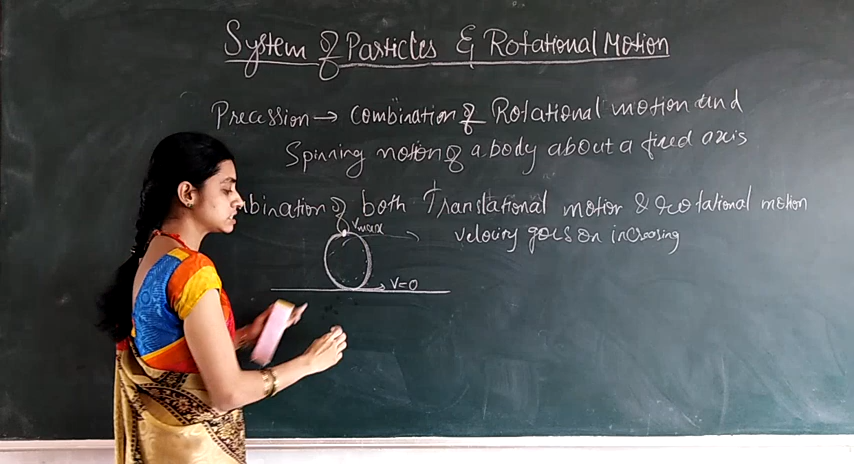 System of Particles & Rotational Motion
Precession → Combination of Rotational motion and
Spinning motion of a body about a fixed axis
mbination of both Translational motion & rotational motion
Vmax
velocity goes on increasing
V=0